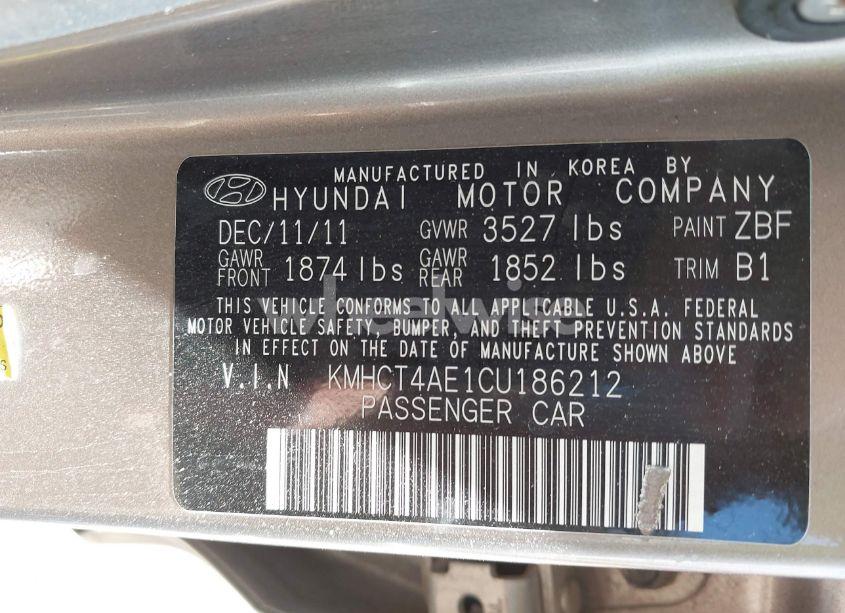 MANUFACTURED IN KOREA BY
HYUNDAI MOTOR COMPANY
DEC/11/11 GVWR 3527 lbs PAINT ZBF
GAWR FRONT 1874 lbs GAWR REAR 1852 lbs TRIM B1
THIS VEHICLE CONFORMS TO ALL APPLICABLE U.S.A. FEDERAL
MOTOR VEHICLE SAFETY, BUMPER, AND THEFT PREVENTION STANDARDS
IN EFFECT ON THE DATE OF MANUFACTURE SHOWN ABOVE
V.I.N KMHCT4AE1CU186212
PASSENGER CAR
wheelwise